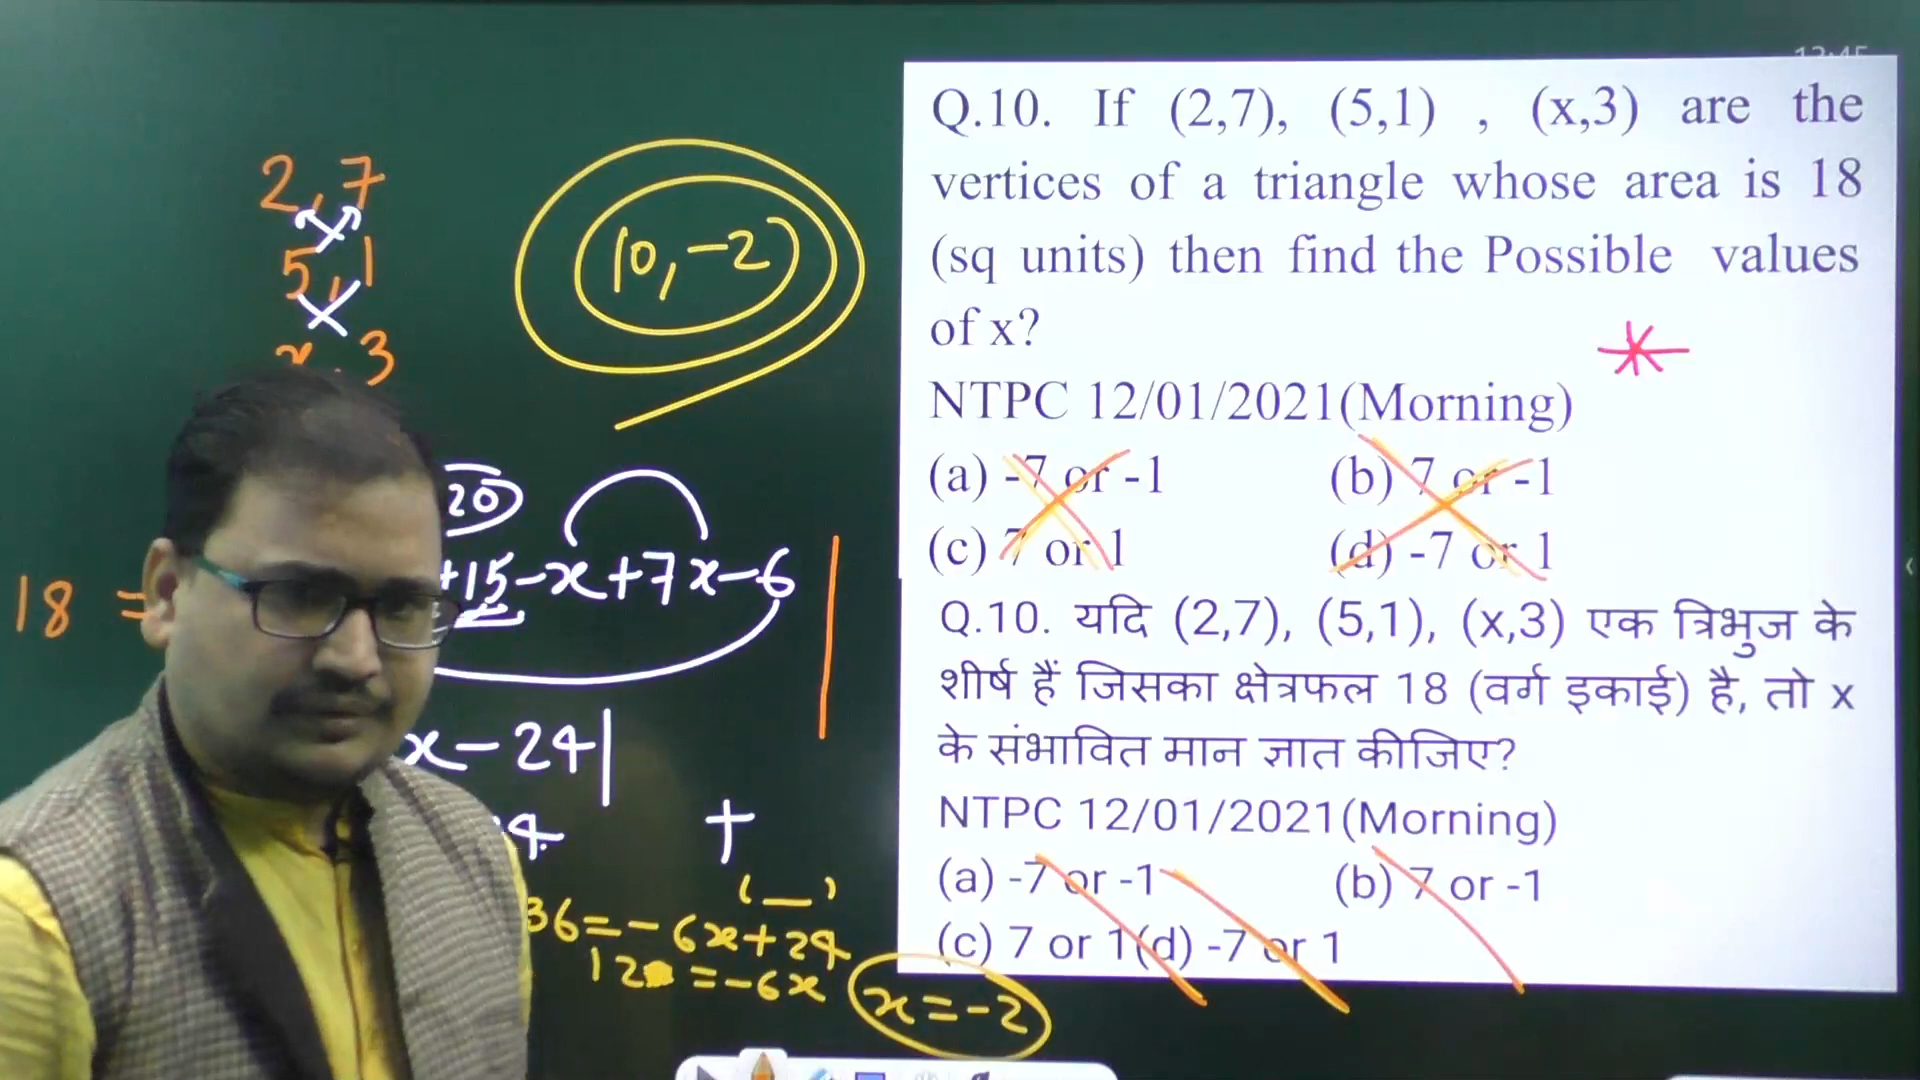 2, 7
5, 1
x, 3
10, -2
20
18 =
+15-x+7x-6
x-24|
+
(—)
36=-6x+24
12 =-6x
x=-2
12:45
Q.10. If (2,7), (5,1) , (x,3) are the
vertices of a triangle whose area is 18
(sq units) then find the Possible values
of x?
NTPC 12/01/2021(Morning)
(a) -7 or -1 (b) 7 or -1
(c) 7 or 1 (d) -7 or 1
Q.10. यदि (2,7), (5,1), (x,3) एक त्रिभुज के
शीर्ष हैं जिसका क्षेत्रफल 18 (वर्ग इकाई) है, तो x
के संभावित मान ज्ञात कीजिए?
NTPC 12/01/2021(Morning)
(a) -7 or -1 (b) 7 or -1
(c) 7 or 1(d) -7 or 1